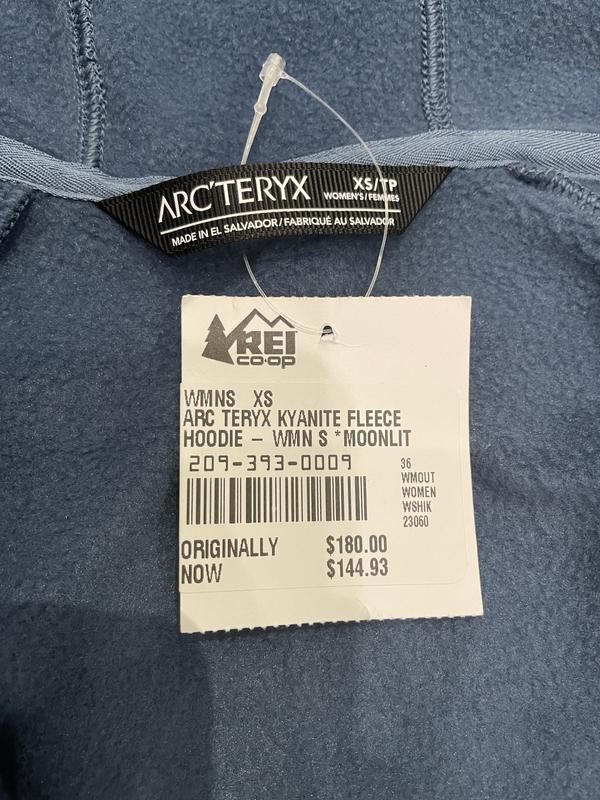 ARC'TERYX
XS/TP
WOMEN'S/FEMMES
MADE IN EL SALVADOR/FABRIQUÉ AU SALVADOR
REI
co·op
WMNS XS
ARC TERYX KYANITE FLEECE
HOODIE – WMN S *MOONLIT
209-393-0009
36
WMOUT
WOMEN
WSHIK
23060
ORIGINALLY $180.00
NOW $144.93